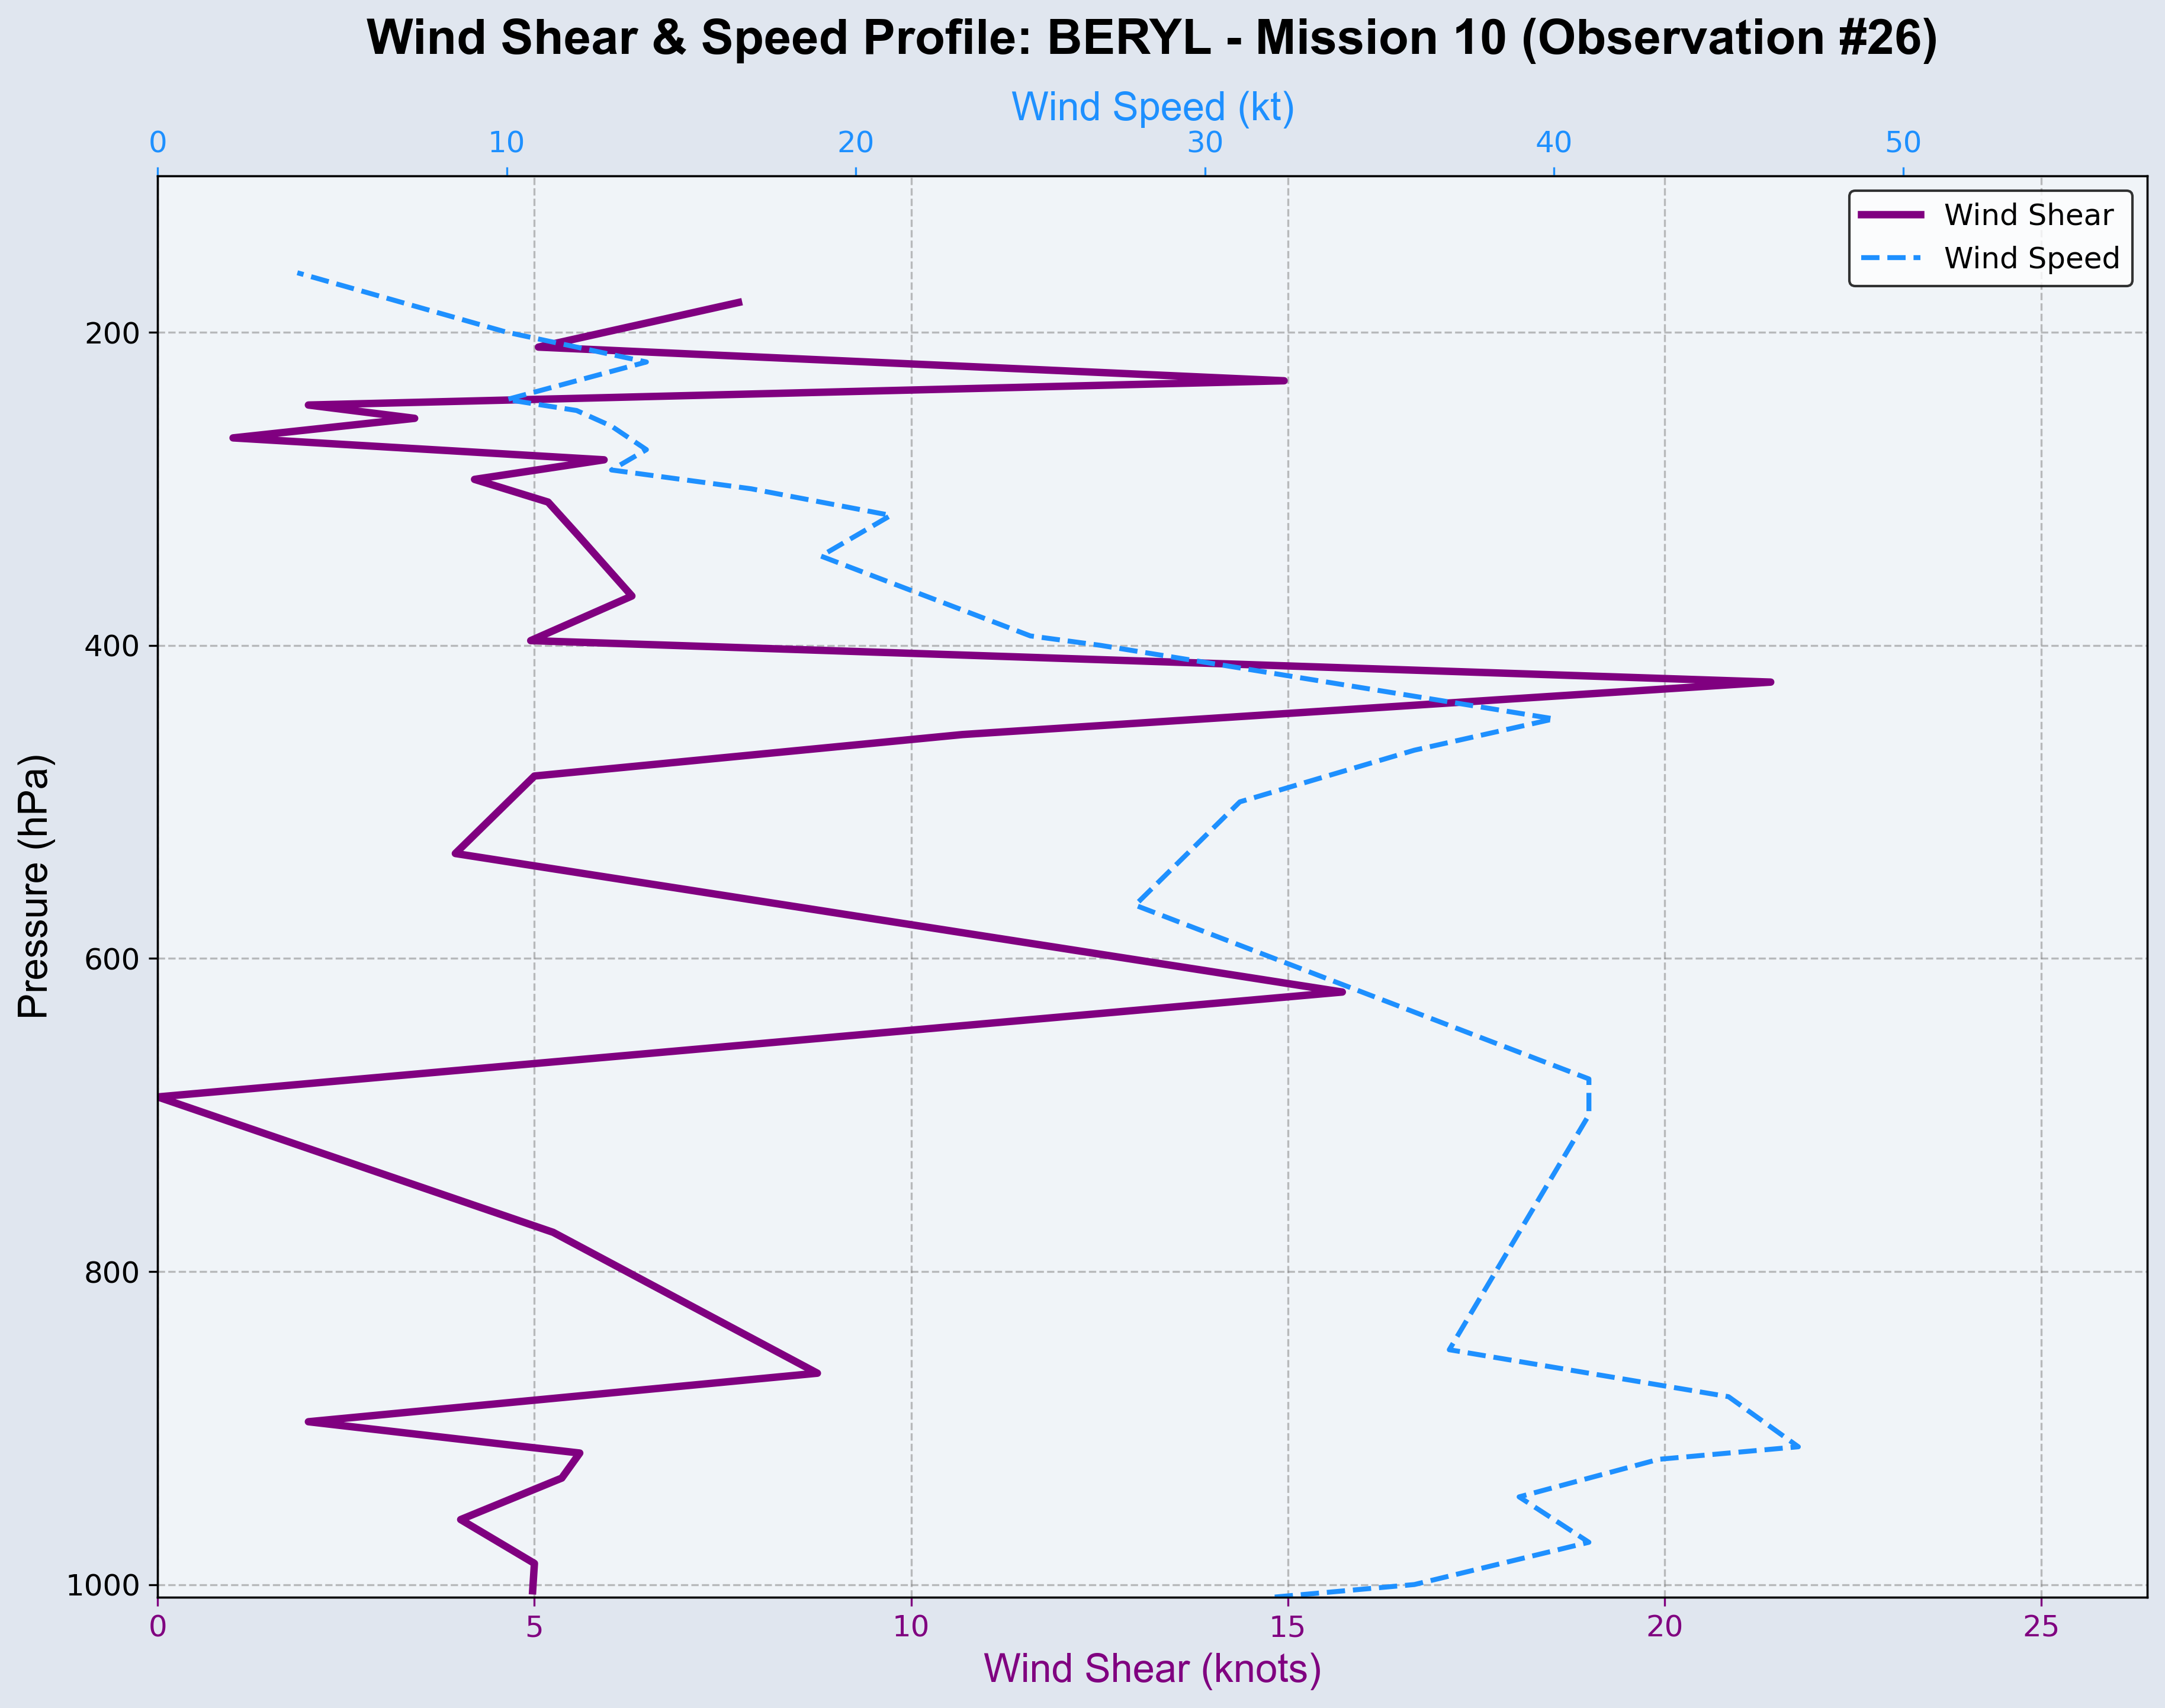 Wind Shear & Speed Profile: BERYL - Mission 10 (Observation #26)
Wind Speed (kt)
0 10 20 30 40 50
Wind Shear
Wind Speed
200
400
600
800
1000
Pressure (hPa)
0 5 10 15 20 25
Wind Shear (knots)